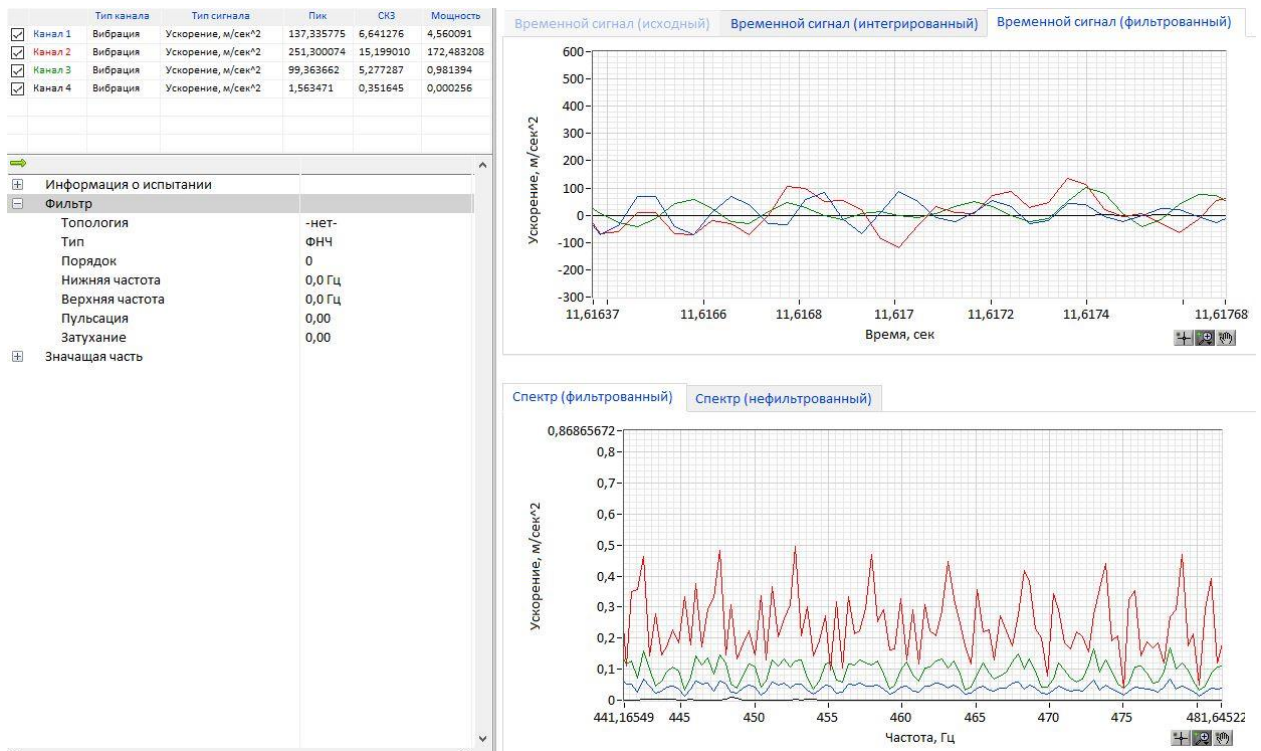 Тип канала Тип сигнала Пик СКЗ Мощность
Канал 1 Вибрация Ускорение, м/сек^2 137,335775 6,641276 4,560091
Канал 2 Вибрация Ускорение, м/сек^2 251,300074 15,199010 172,483208
Канал 3 Вибрация Ускорение, м/сек^2 99,363662 5,277287 0,981394
Канал 4 Вибрация Ускорение, м/сек^2 1,563471 0,351645 0,000256
Информация о испытании
Фильтр
Топология -нет-
Тип ФНЧ
Порядок 0
Нижняя частота 0,0 Гц
Верхняя частота 0,0 Гц
Пульсация 0,00
Затухание 0,00
Значащая часть
Временной сигнал (исходный) Временной сигнал (интегрированный) Временной сигнал (фильтрованный)
Ускорение, м/сек^2
600
500
400
300
200
100
0
-100
-200
-300
11,61637 11,6166 11,6168 11,617 11,6172 11,6174 11,61768
Время, сек
Спектр (фильтрованный) Спектр (нефильтрованный)
Ускорение, м/сек^2
0,86865672
0,8
0,7
0,6
0,5
0,4
0,3
0,2
0,1
0
441,16549 445 450 455 460 465 470 475 481,64522
Частота, Гц